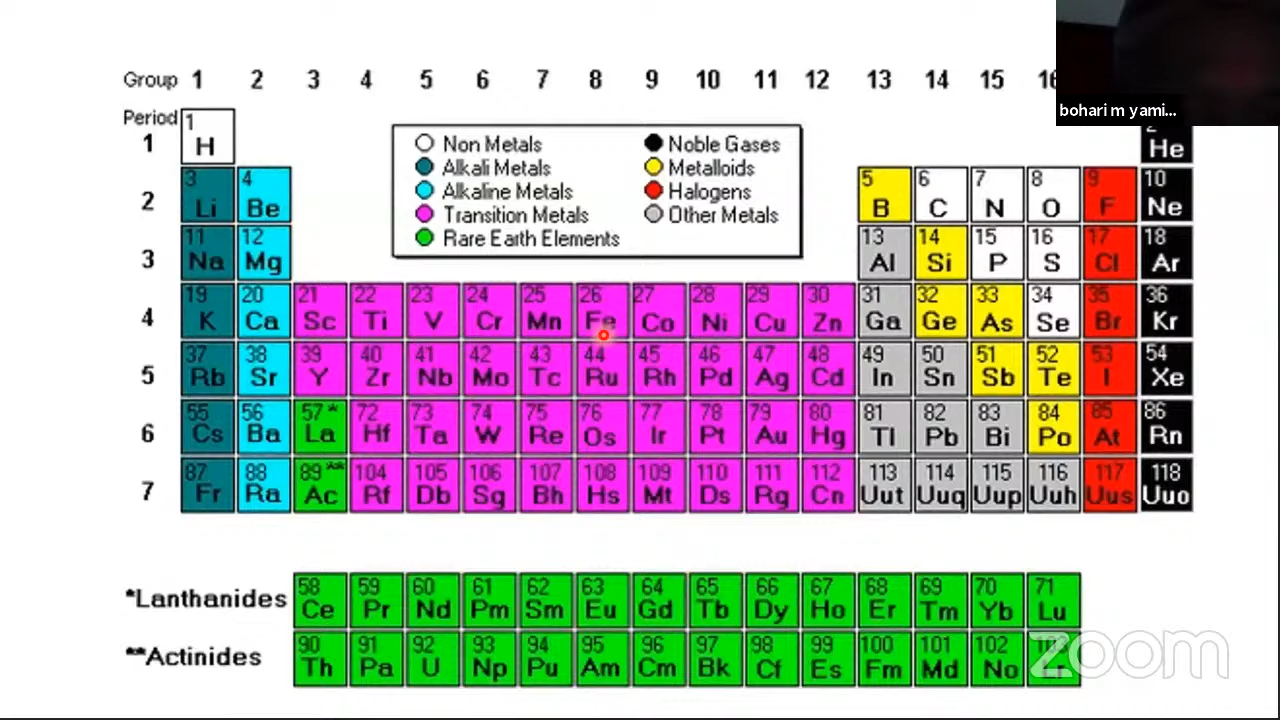 Group 1 2 3 4 5 6 7 8 9 10 11 12 13 14 15 16
bohari m yami...
Period
1 1 H 2 He
Non Metals Noble Gases
Alkali Metals Metalloids
Alkaline Metals Halogens
Transition Metals Other Metals
Rare Earth Elements
2 3 Li 4 Be 5 B 6 C 7 N 8 O 9 F 10 Ne
3 11 Na 12 Mg 13 Al 14 Si 15 P 16 S 17 Cl 18 Ar
4 19 K 20 Ca 21 Sc 22 Ti 23 V 24 Cr 25 Mn 26 Fe 27 Co 28 Ni 29 Cu 30 Zn 31 Ga 32 Ge 33 As 34 Se 35 Br 36 Kr
5 37 Rb 38 Sr 39 Y 40 Zr 41 Nb 42 Mo 43 Tc 44 Ru 45 Rh 46 Pd 47 Ag 48 Cd 49 In 50 Sn 51 Sb 52 Te 53 I 54 Xe
6 55 Cs 56 Ba 57* La 72 Hf 73 Ta 74 W 75 Re 76 Os 77 Ir 78 Pt 79 Au 80 Hg 81 Tl 82 Pb 83 Bi 84 Po 85 At 86 Rn
7 87 Fr 88 Ra 89** Ac 104 Rf 105 Db 106 Sg 107 Bh 108 Hs 109 Mt 110 Ds 111 Rg 112 Cn 113 Uut 114 Uuq 115 Uup 116 Uuh 117 Uus 118 Uuo
*Lanthanides 58 Ce 59 Pr 60 Nd 61 Pm 62 Sm 63 Eu 64 Gd 65 Tb 66 Dy 67 Ho 68 Er 69 Tm 70 Yb 71 Lu
**Actinides 90 Th 91 Pa 92 U 93 Np 94 Pu 95 Am 96 Cm 97 Bk 98 Cf 99 Es 100 Fm 101 Md 102 No
zoom